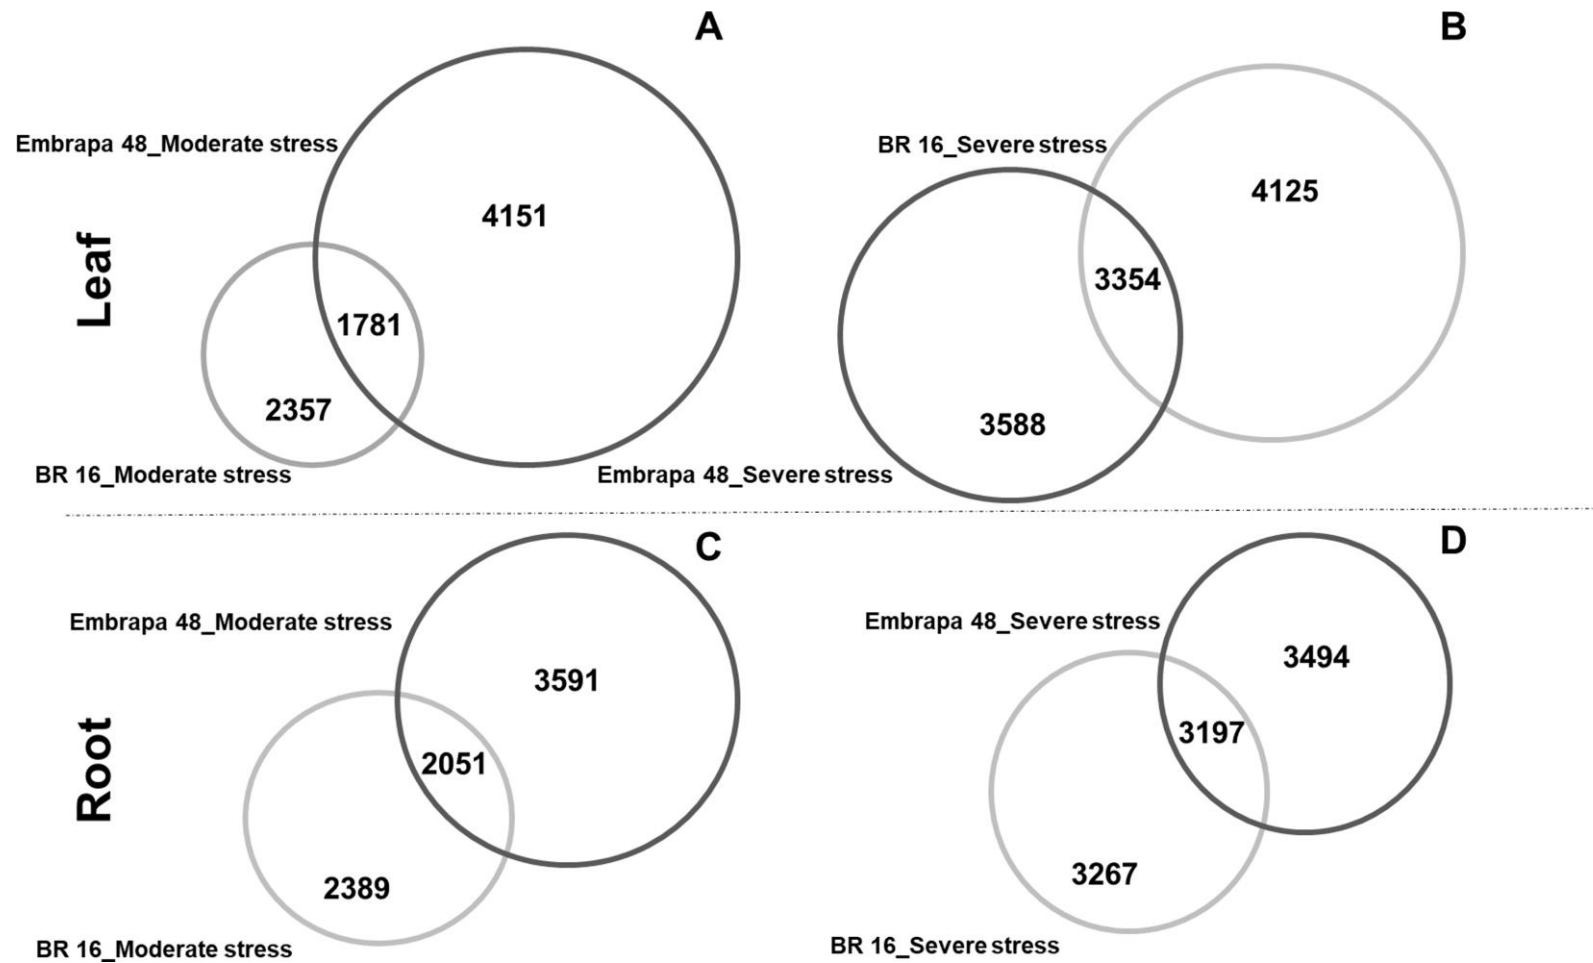 A
B
Embrapa 48_Moderate stress
BR 16_Severe stress
4151
4125
Leaf
3354
1781
2357
3588
BR 16_Moderate stress
Embrapa 48_Severe stress
C
D
Embrapa 48_Moderate stress
Embrapa 48_Severe stress
3591
3494
Root
2051
3197
2389
3267
BR 16_Moderate stress
BR 16_Severe stress